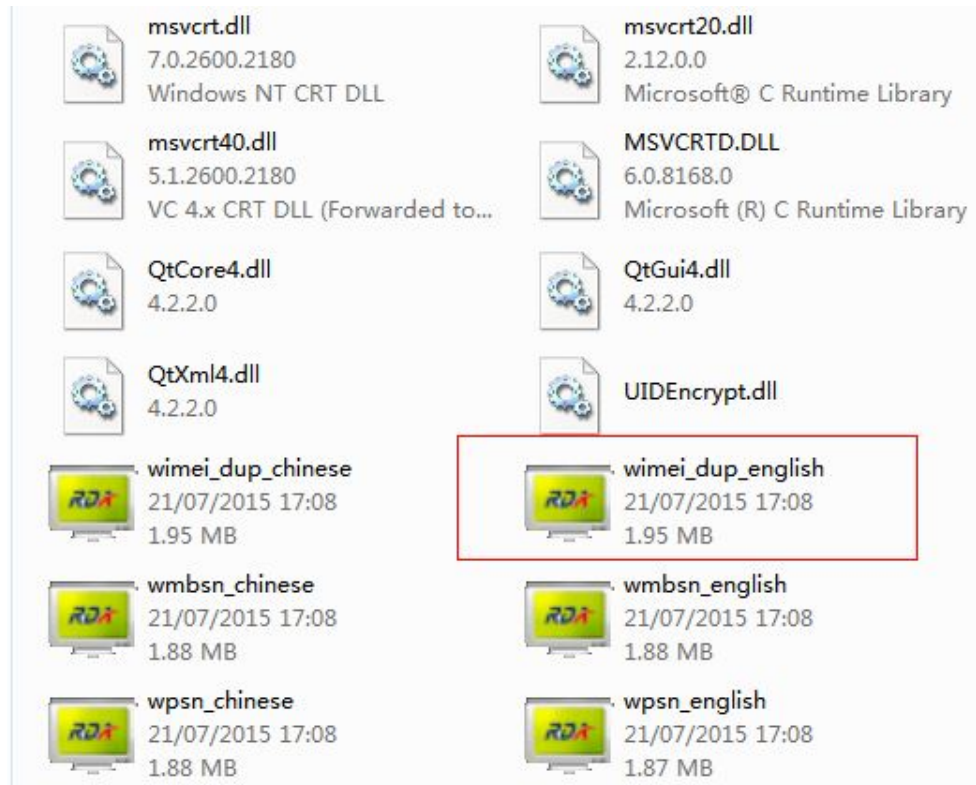 msvcrt.dll
7.0.2600.2180
Windows NT CRT DLL
msvcrt20.dll
2.12.0.0
Microsoft® C Runtime Library
msvcrt40.dll
5.1.2600.2180
VC 4.x CRT DLL (Forwarded to...
MSVCRTD.DLL
6.0.8168.0
Microsoft (R) C Runtime Library
QtCore4.dll
4.2.2.0
QtGui4.dll
4.2.2.0
QtXml4.dll
4.2.2.0
UIDEncrypt.dll
RDA
wimei_dup_chinese
21/07/2015 17:08
1.95 MB
RDA
wimei_dup_english
21/07/2015 17:08
1.95 MB
RDA
wmbsn_chinese
21/07/2015 17:08
1.88 MB
RDA
wmbsn_english
21/07/2015 17:08
1.88 MB
RDA
wpsn_chinese
21/07/2015 17:08
1.88 MB
RDA
wpsn_english
21/07/2015 17:08
1.87 MB